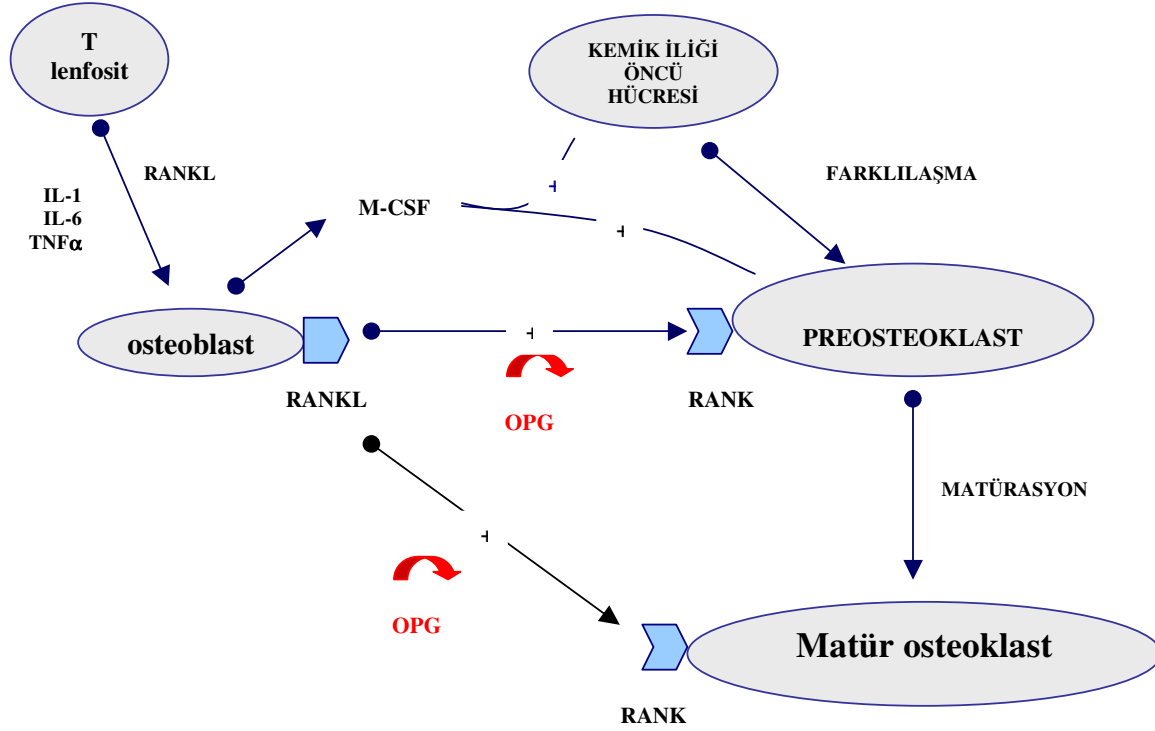 T
lenfosit
KEMİK İLİĞİ
ÖNCÜ
HÜCRESİ
RANKL
IL-1
IL-6
TNFα
FARKLILAŞMA
M-CSF
+
+
osteoblast
+
PREOSTEOKLAST
RANKL
RANK
OPG
MATÜRASYON
+
OPG
Matür osteoklast
RANK